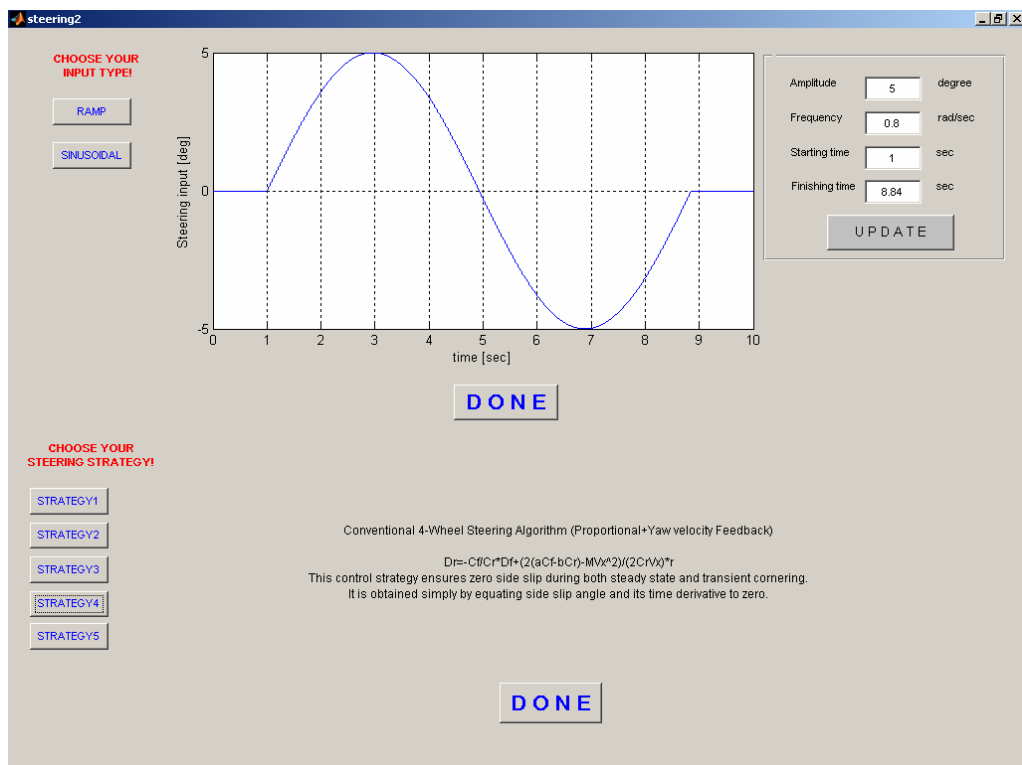 steering2
CHOOSE YOUR
INPUT TYPE!
RAMP
SINUSOIDAL
5
0
-5
Steering input [deg]
0 1 2 3 4 5 6 7 8 9 10
time [sec]
Amplitude 5 degree
Frequency 0.8 rad/sec
Starting time 1 sec
Finishing time 8.84 sec
U P D A T E
D O N E
CHOOSE YOUR
STEERING STRATEGY!
STRATEGY1
STRATEGY2
STRATEGY3
STRATEGY4
STRATEGY5
Conventional 4-Wheel Steering Algorithm (Proportional+Yaw velocity Feedback)
Dr=-Cf/Cr*Df+(2(aCf-bCr)-MVx^2)/(2CrVx)*r
This control strategy ensures zero side slip during both steady state and transient cornering.
It is obtained simply by equating side slip angle and its time derivative to zero.
D O N E